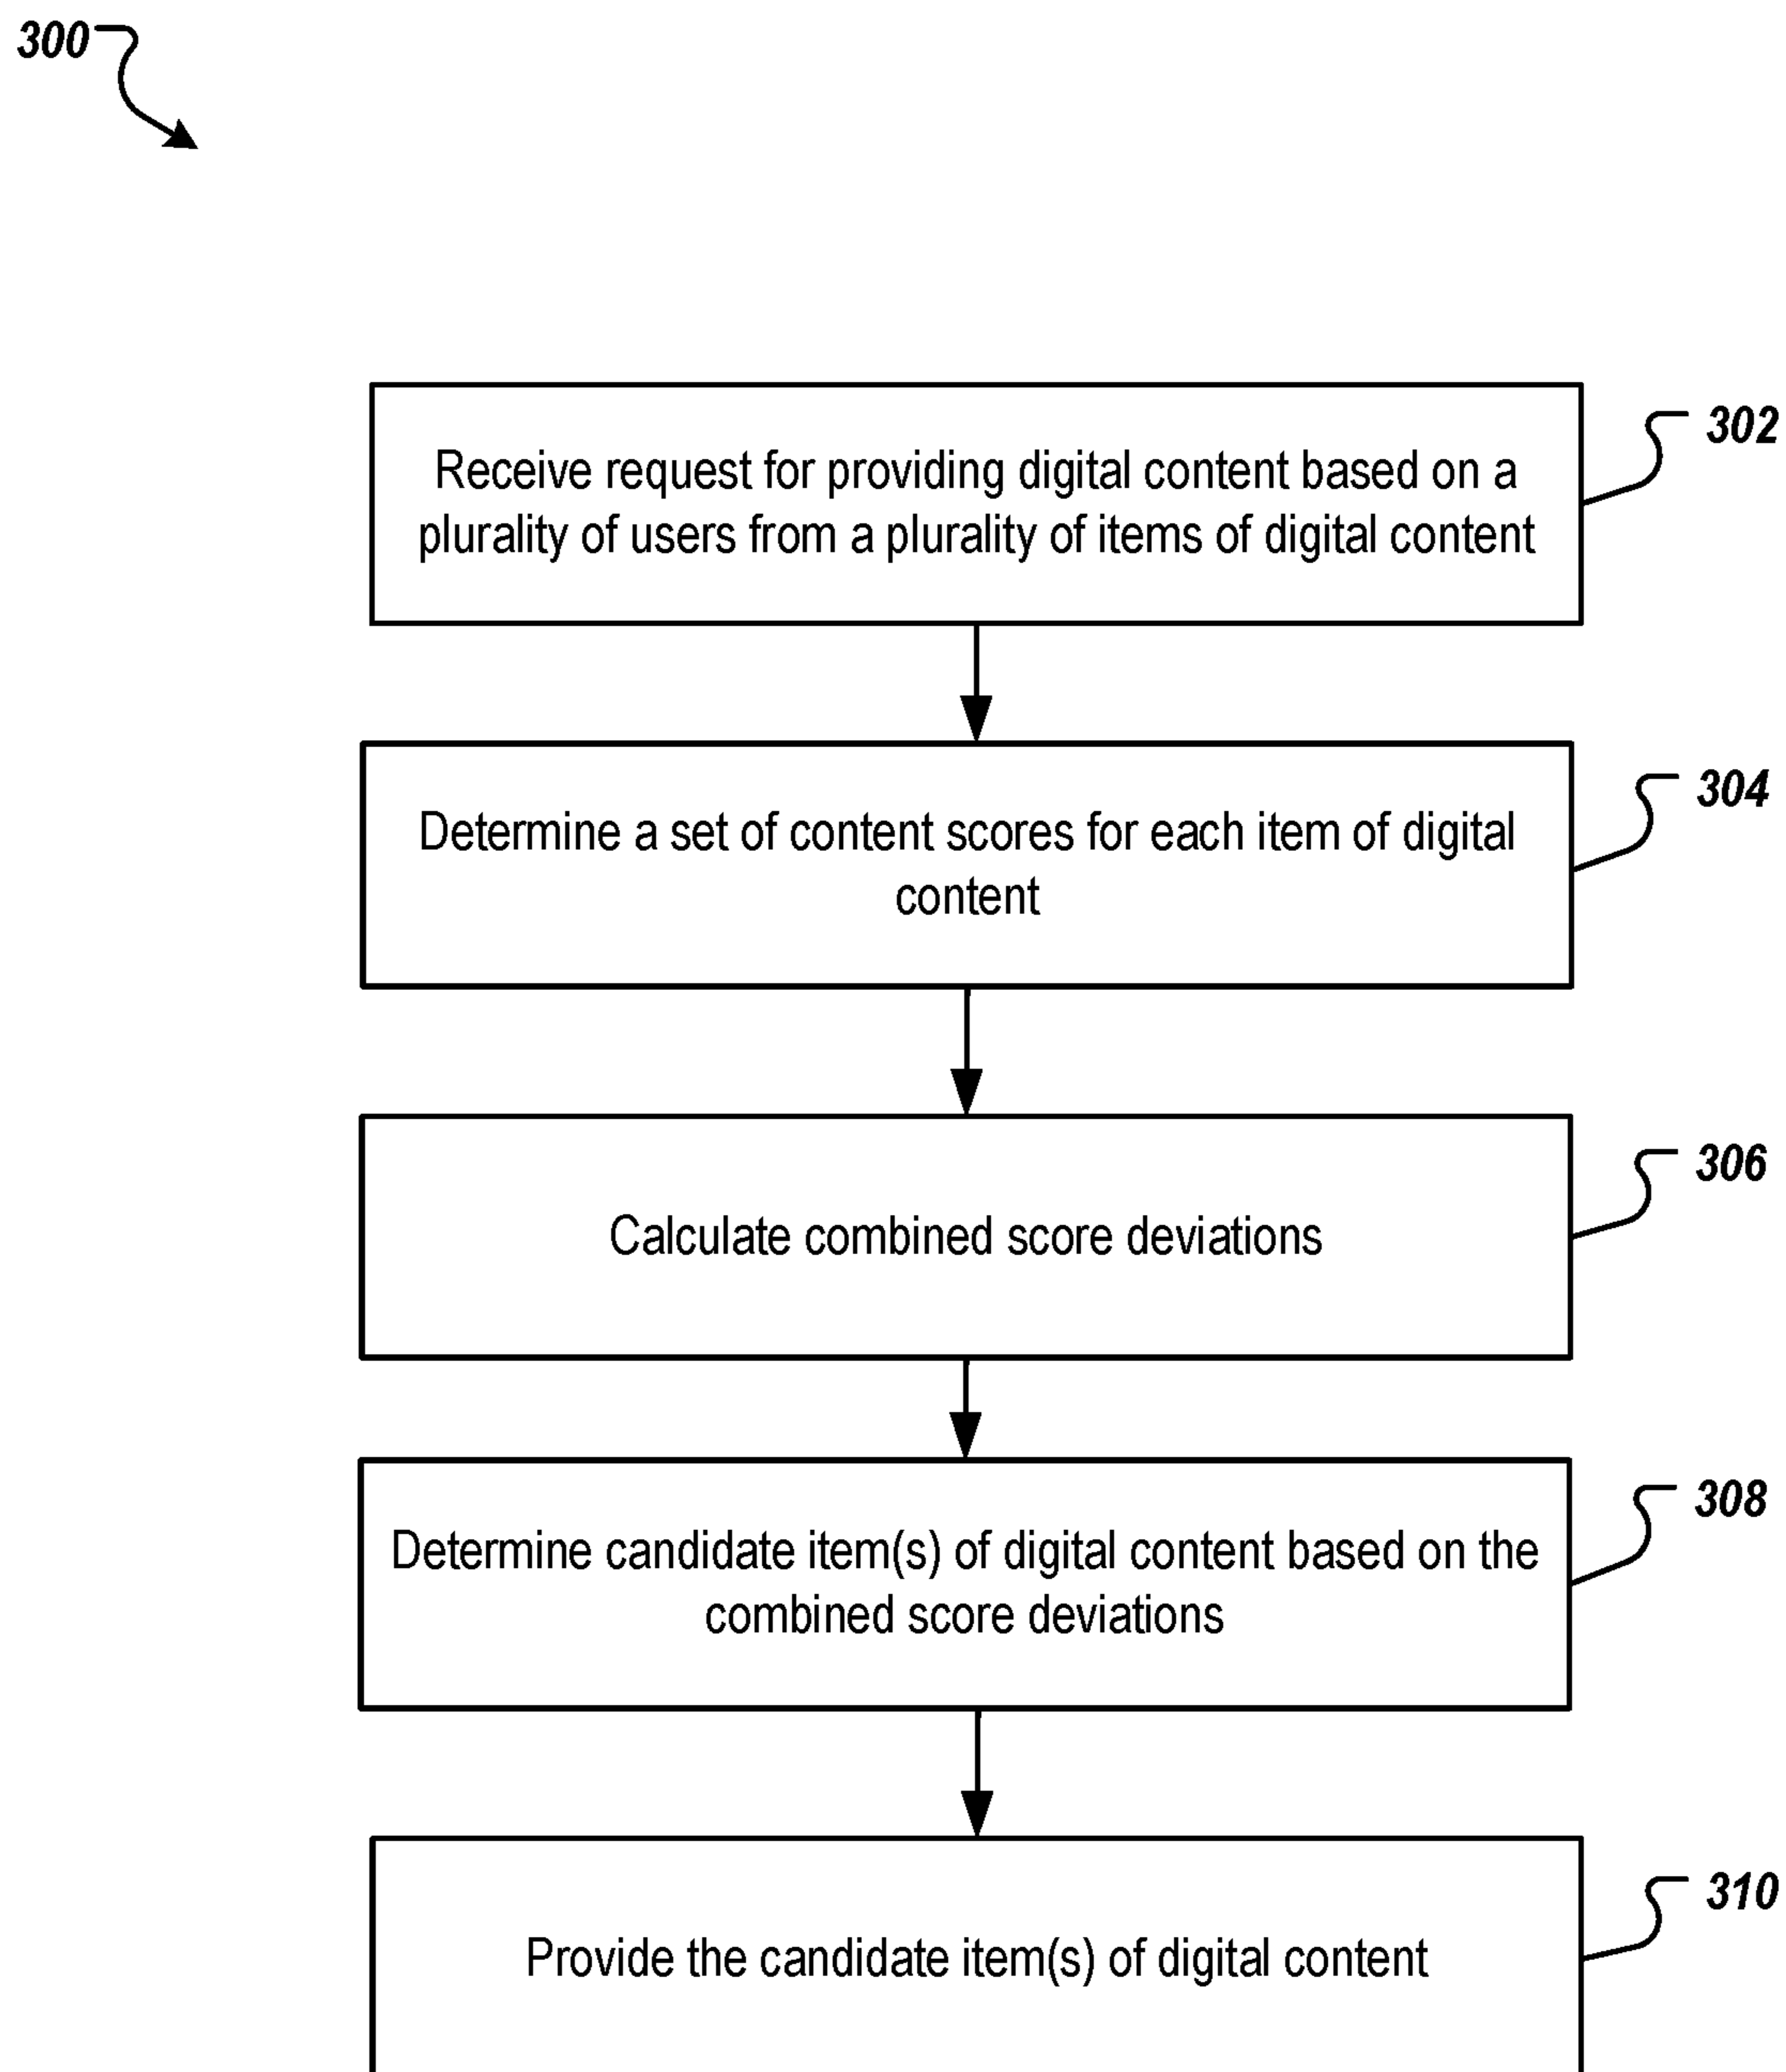 300
302
Receive request for providing digital content based on a
plurality of users from a plurality of items of digital content
304
Determine a set of content scores for each item of digital
content
306
Calculate combined score deviations
308
Determine candidate item(s) of digital content based on the
combined score deviations
310
Provide the candidate item(s) of digital content